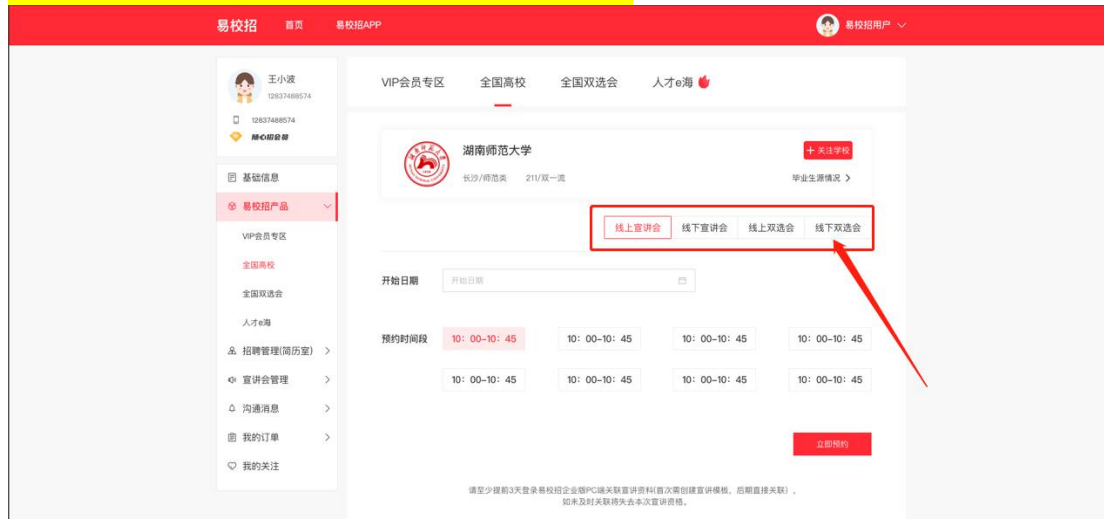 易校招 首页 易校招APP 易校招用户
王小波
12837488574
12837488574
随心招会员
基础信息
易校招产品
VIP会员专区
全国高校
全国双选会
人才e海
招聘管理(简历室)
宣讲会管理
沟通消息
我的订单
我的关注
VIP会员专区 全国高校 全国双选会 人才e海
湖南师范大学
+ 关注学校
长沙/师范类 211/双一流
毕业生源情况
线上宣讲会 线下宣讲会 线上双选会 线下双选会
开始日期 开始日期
预约时间段 10：00-10：45 10：00-10：45 10：00-10：45 10：00-10：45
10：00-10：45 10：00-10：45 10：00-10：45 10：00-10：45
立即预约
请至少提前3天登录易校招企业版PC端关联宣讲资料(首次需创建宣讲模板，后期直接关联)，
如未及时关联将失去本次宣讲资格。